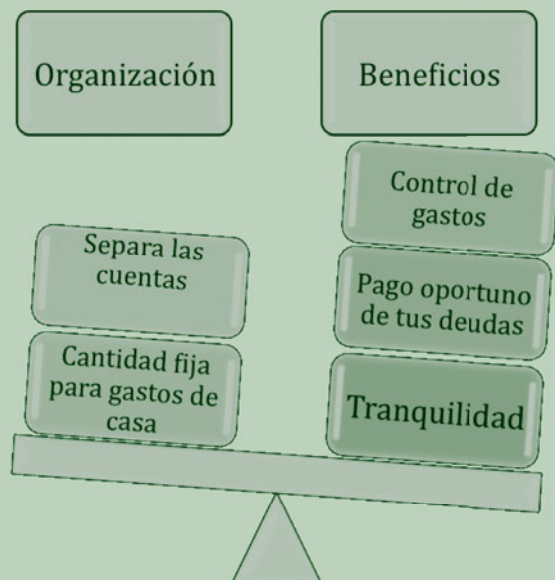 Organización
Beneficios
Separa las
cuentas
Cantidad fija
para gastos de
casa
Control de
gastos
Pago oportuno
de tus deudas
Tranquilidad